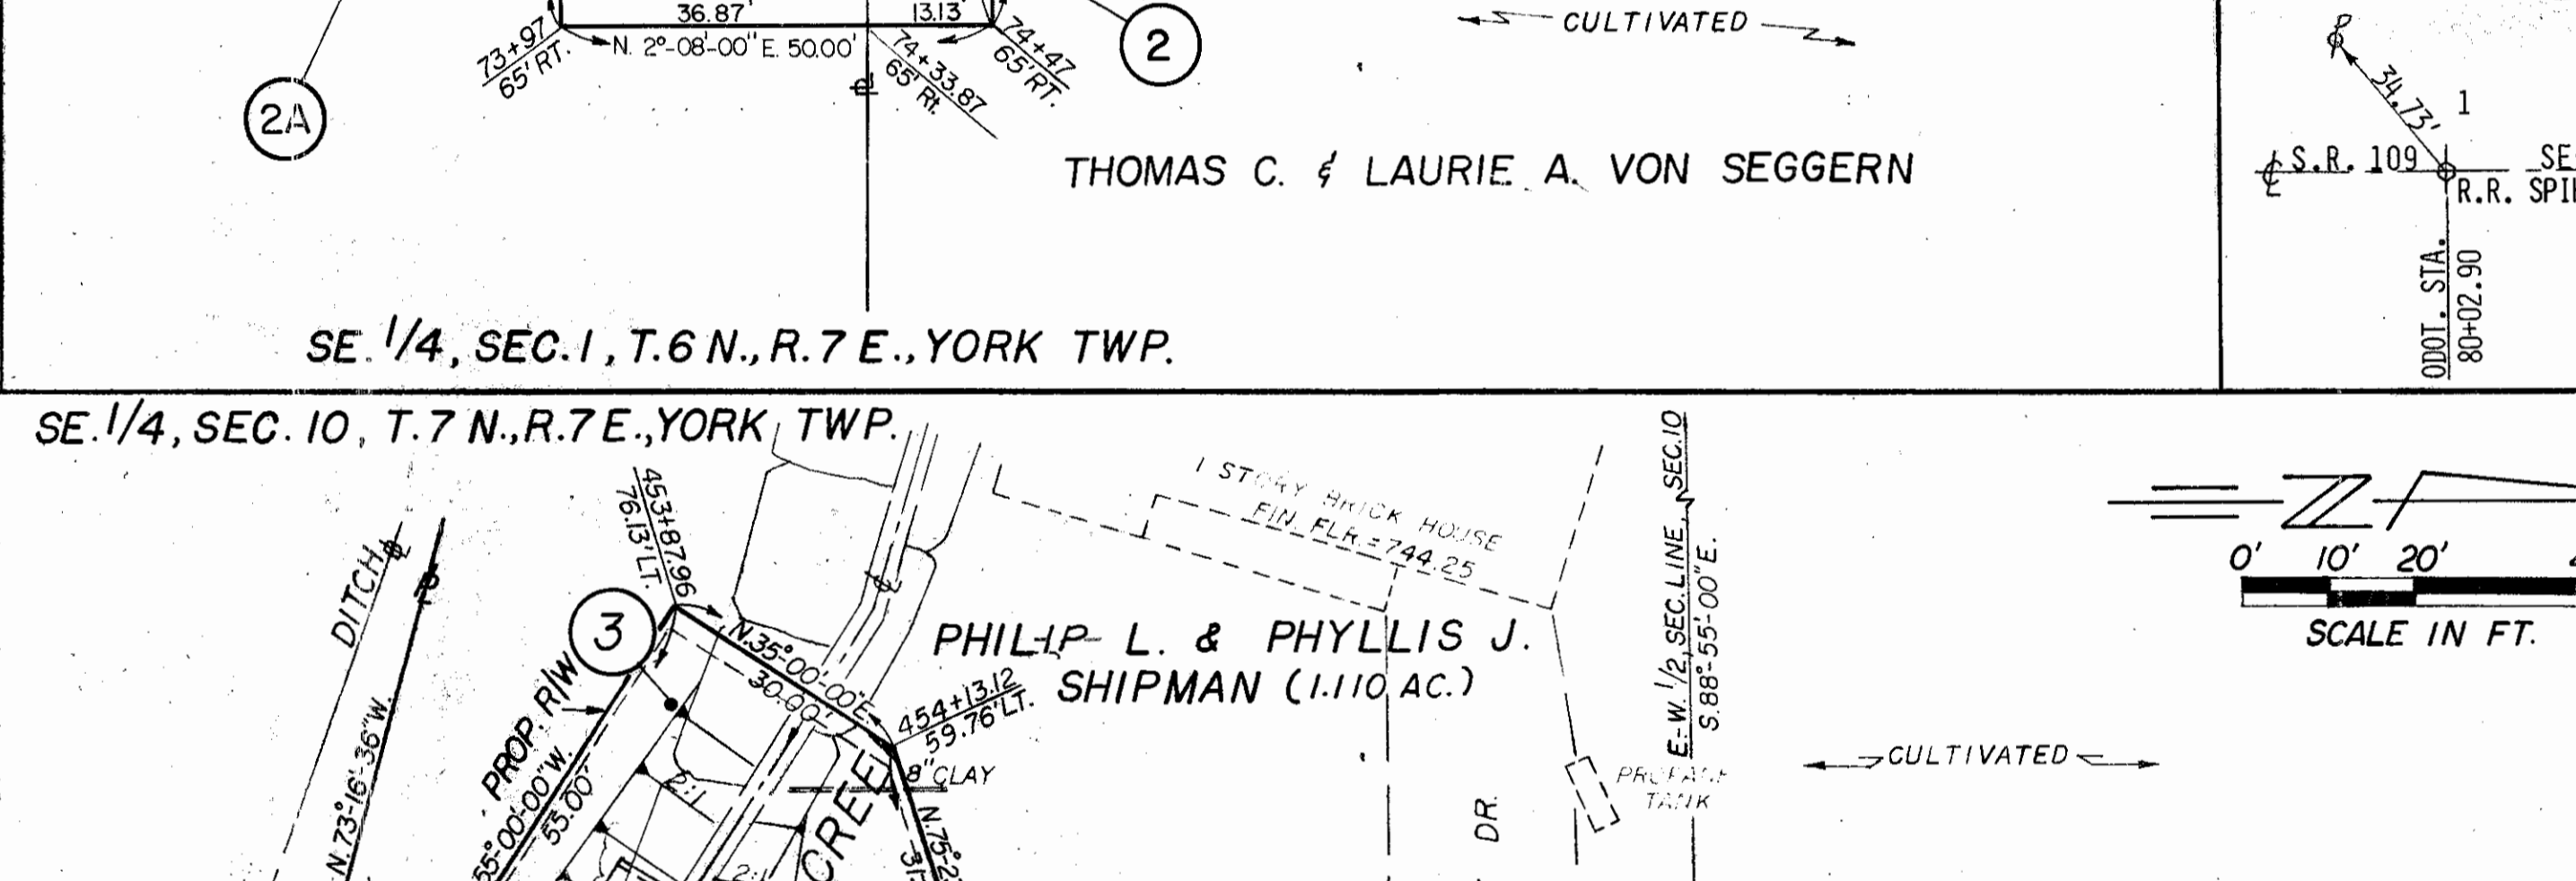 36.87'
13.13'
N. 2°-08'-00" E. 50.00'
73+97
65' RT.
74+33.87
65' Rt.
74+47
65' RT.
2A
2
CULTIVATED
THOMAS C. & LAURIE A. VON SEGGERN
SE. 1/4, SEC. 1, T.6 N., R.7 E., YORK TWP.
34.73'
1
℄ S.R. 109
R.R.
ODOT. STA.
80+02.90
SE. 1/4, SEC. 10, T.7 N., R.7 E., YORK TWP.
453+87.96
76.13' LT.
DITCH
3
1 STORY BRICK HOUSE
FIN. FLR. = 744.25
E-W. 1/2, SEC. LINE, SEC. 10
S. 88°-55'-00" E.
0' 10' 20'
SCALE IN FT.
PHILIP L. & PHYLLIS J.
SHIPMAN (1.110 AC.)
N. 35°-00'-00" E
30.00'
454+13.12
59.76' LT.
PROP. R/W
55°-00'-00" W.
55.00'
N. 73°-16'-36" W.
2:1
8" CLAY
CULTIVATED
PROPANE
TANK
DR.
2:1